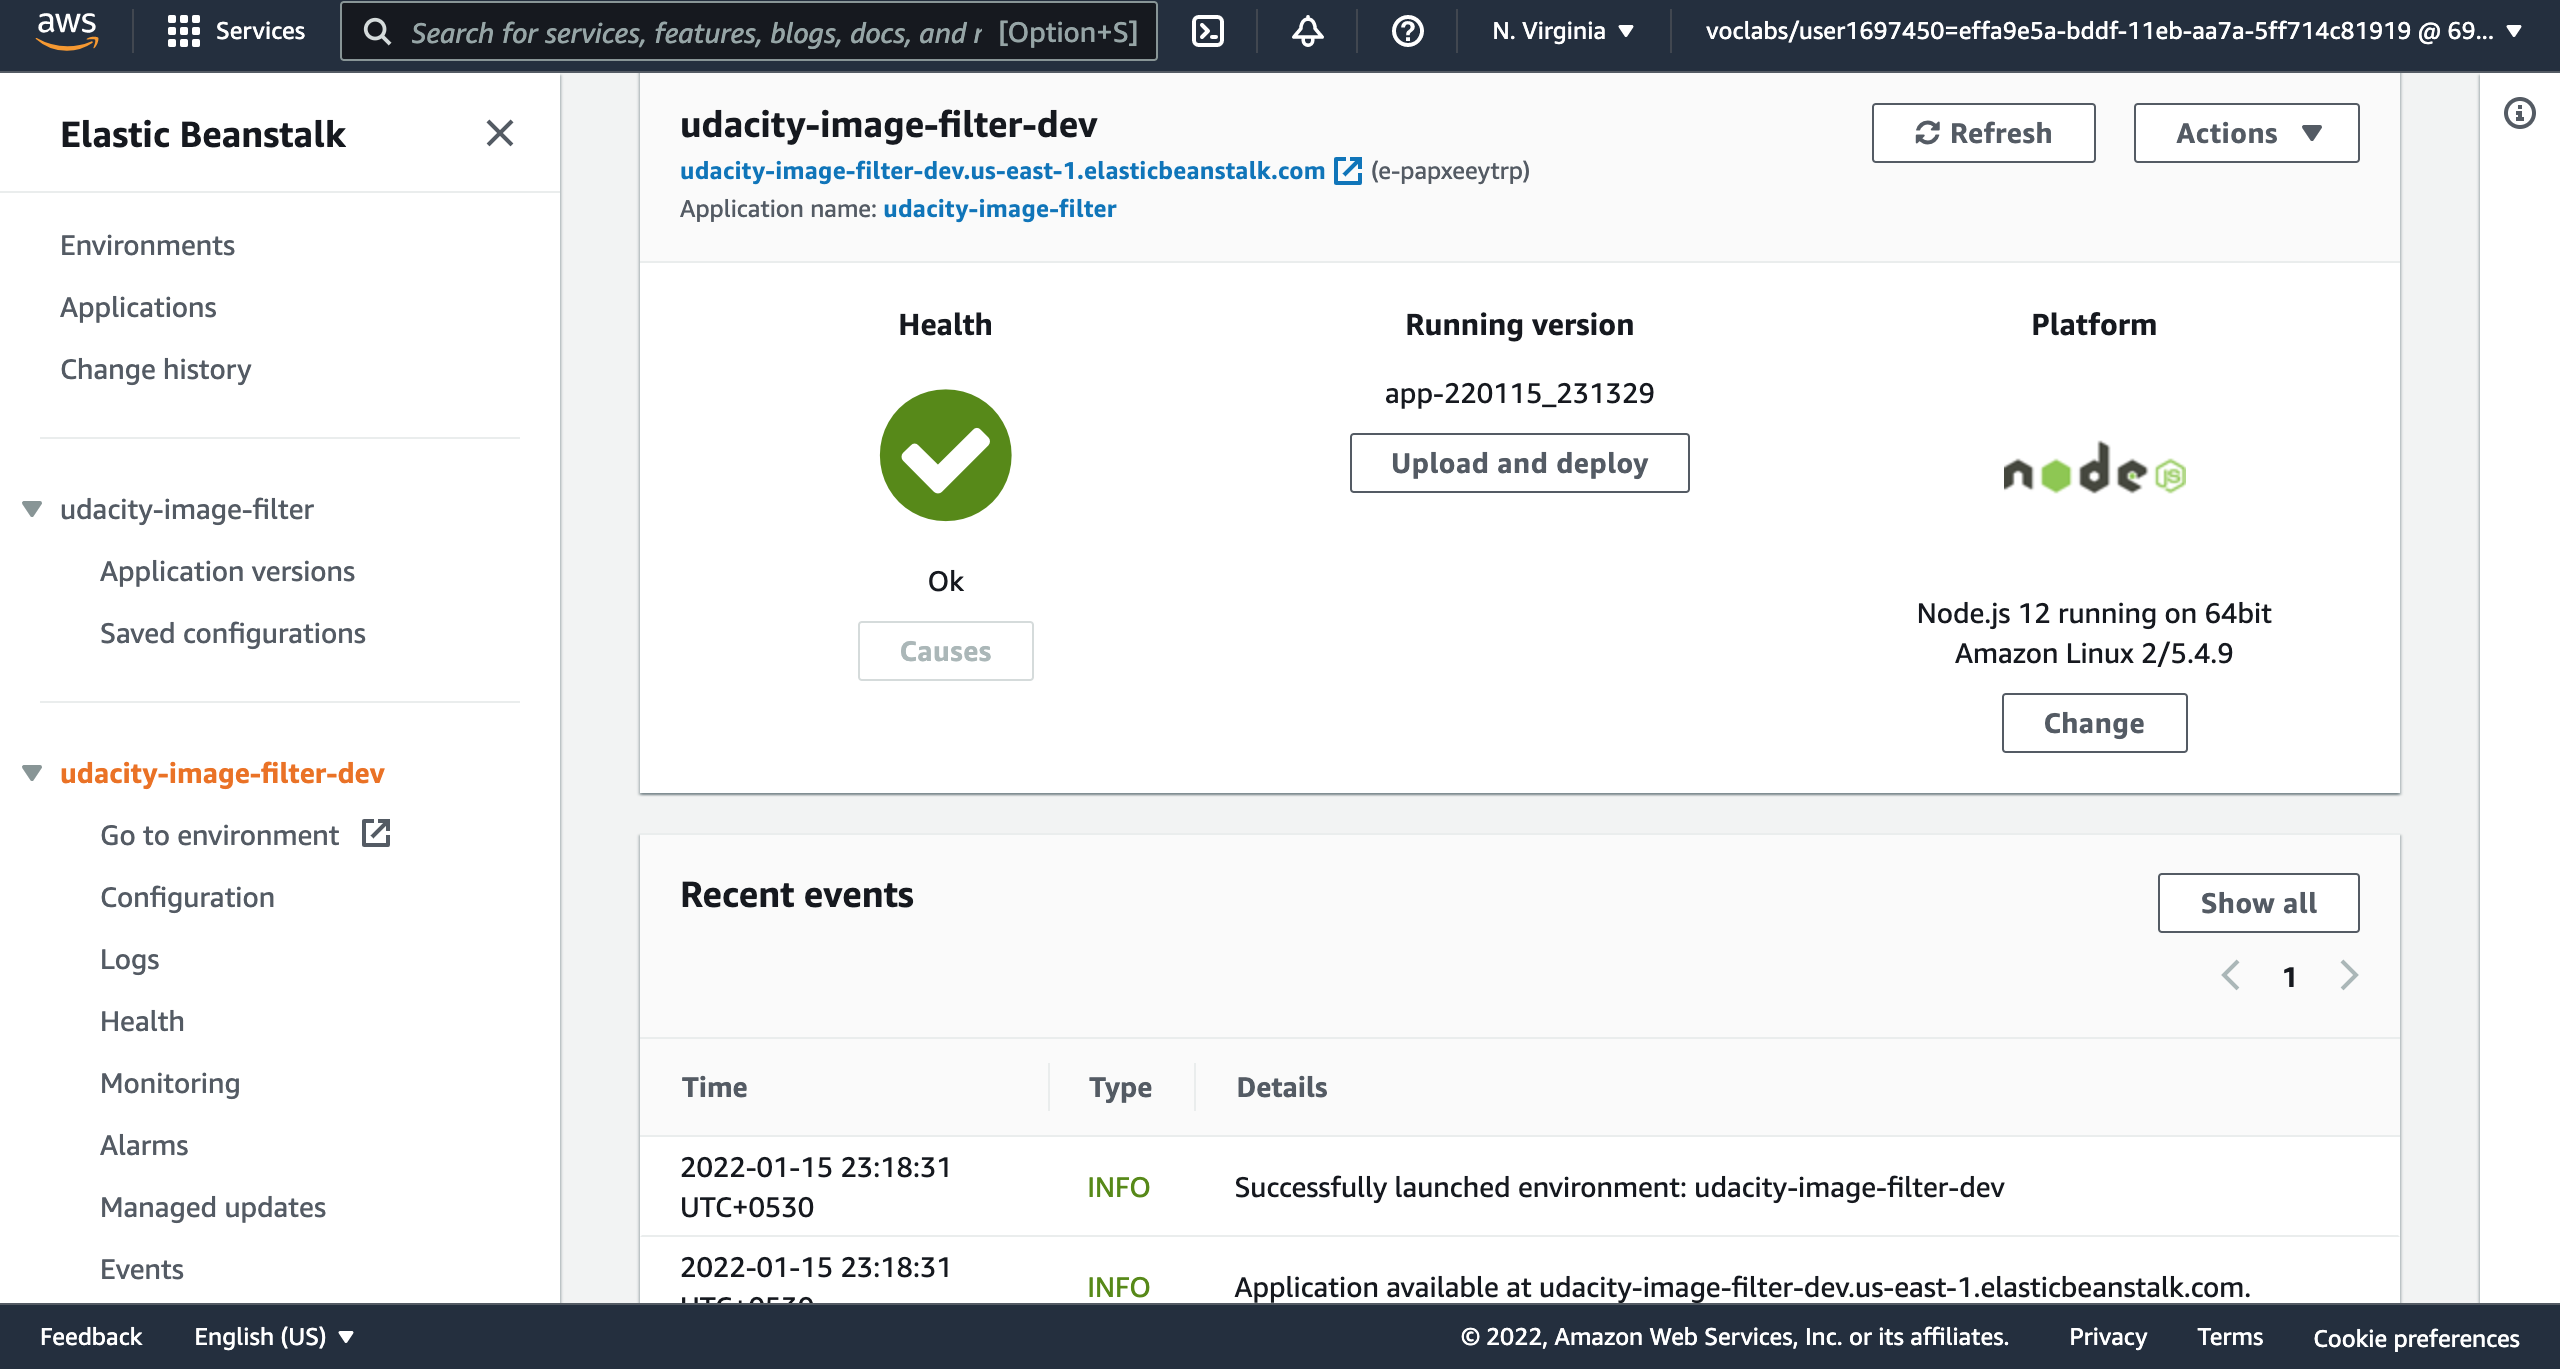 aws
Services
Search for services, features, blogs, docs, and r [Option+S]
N. Virginia
voclabs/user1697450=effa9e5a-bddf-11eb-aa7a-5ff714c81919 @ 69...
Elastic Beanstalk
Environments
Applications
Change history
udacity-image-filter
Application versions
Saved configurations
udacity-image-filter-dev
Go to environment
Configuration
Logs
Health
Monitoring
Alarms
Managed updates
Events
udacity-image-filter-dev
udacity-image-filter-dev.us-east-1.elasticbeanstalk.com (e-papxeeytrp)
Application name: udacity-image-filter
Refresh
Actions
Health
Ok
Causes
Running version
app-220115_231329
Upload and deploy
Platform
node JS
Node.js 12 running on 64bit
Amazon Linux 2/5.4.9
Change
Recent events
Show all
1
Time Type Details
2022-01-15 23:18:31
UTC+0530
INFO
Successfully launched environment: udacity-image-filter-dev
2022-01-15 23:18:31
UTC+0530
INFO
Application available at udacity-image-filter-dev.us-east-1.elasticbeanstalk.com.
Feedback
English (US)
© 2022, Amazon Web Services, Inc. or its affiliates.
Privacy
Terms
Cookie preferences